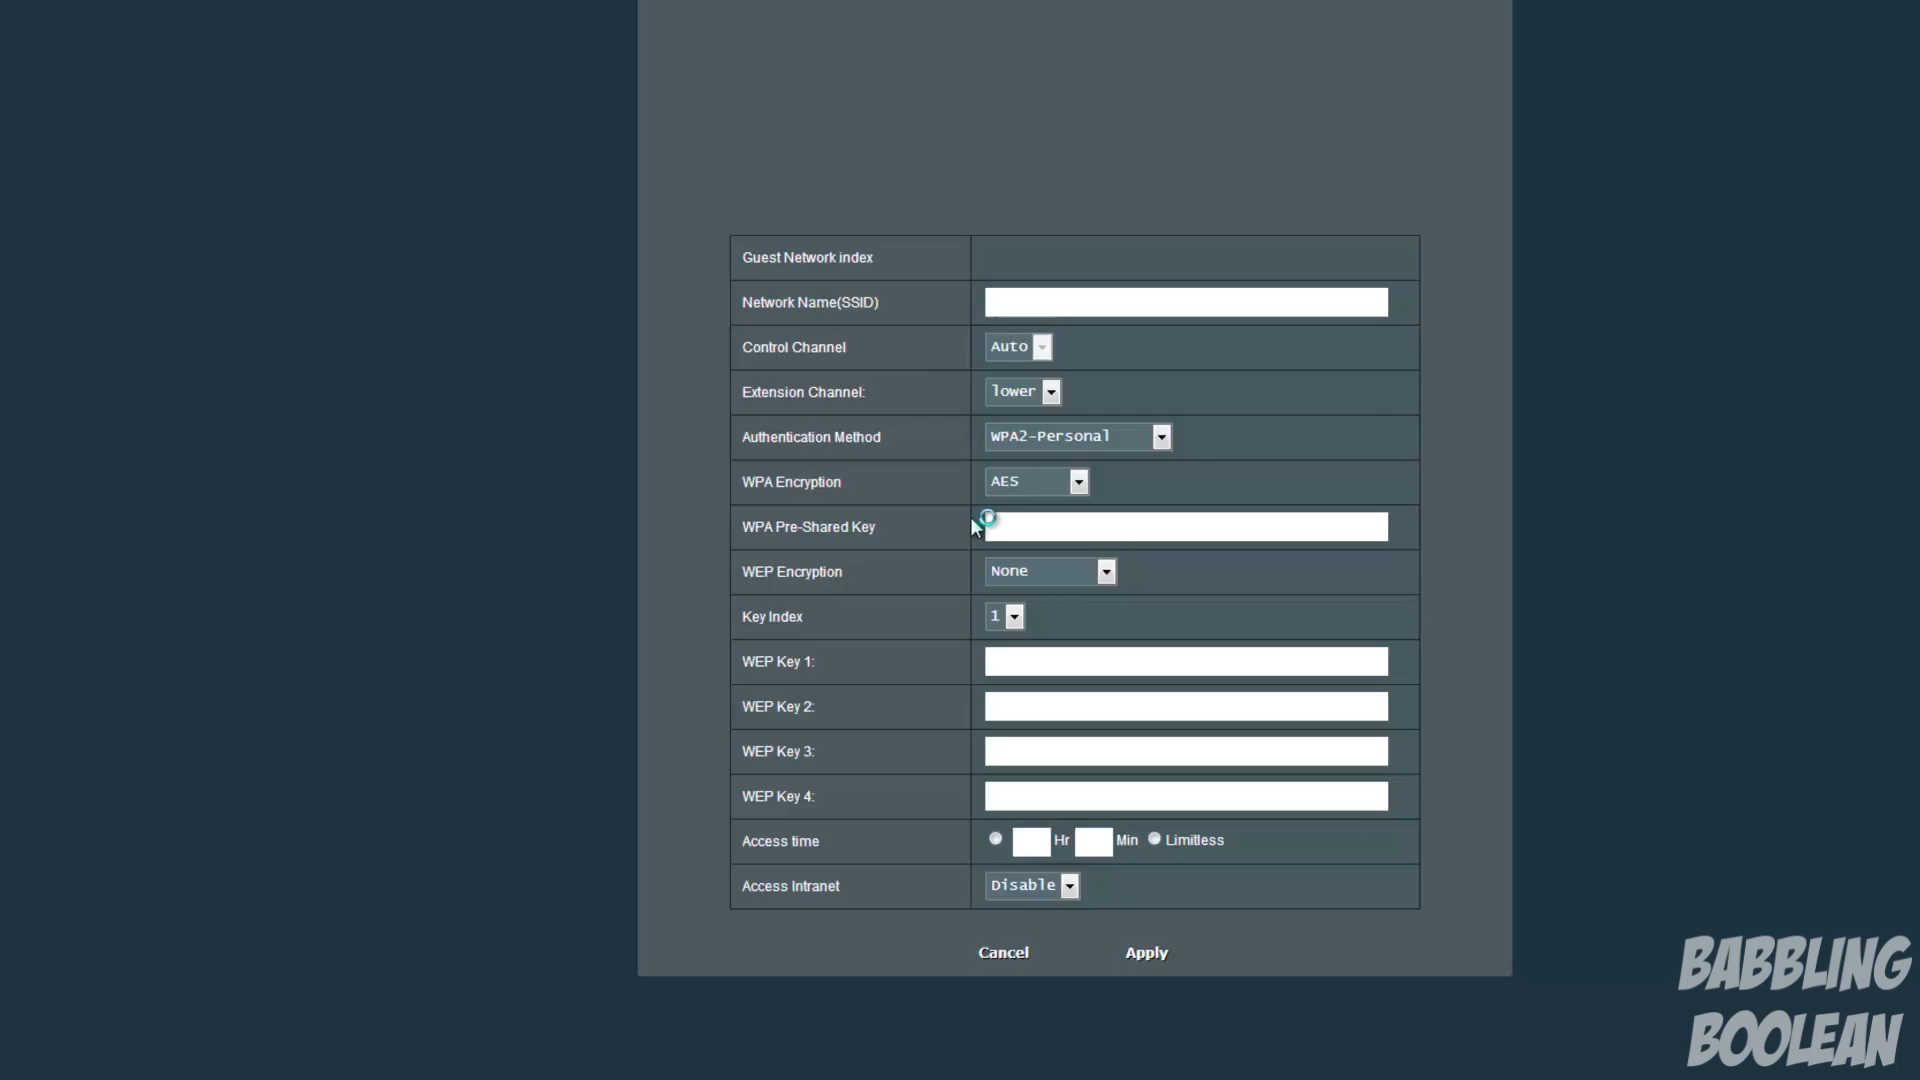 Guest Network index
Network Name(SSID)
Control Channel Auto
Extension Channel: lower
Authentication Method WPA2-Personal
WPA Encryption AES
WPA Pre-Shared Key
WEP Encryption None
Key Index 1
WEP Key 1:
WEP Key 2:
WEP Key 3:
WEP Key 4:
Access time Hr Min Limitless
Access Intranet Disable
Cancel Apply
BABBLING
BOOLEAN